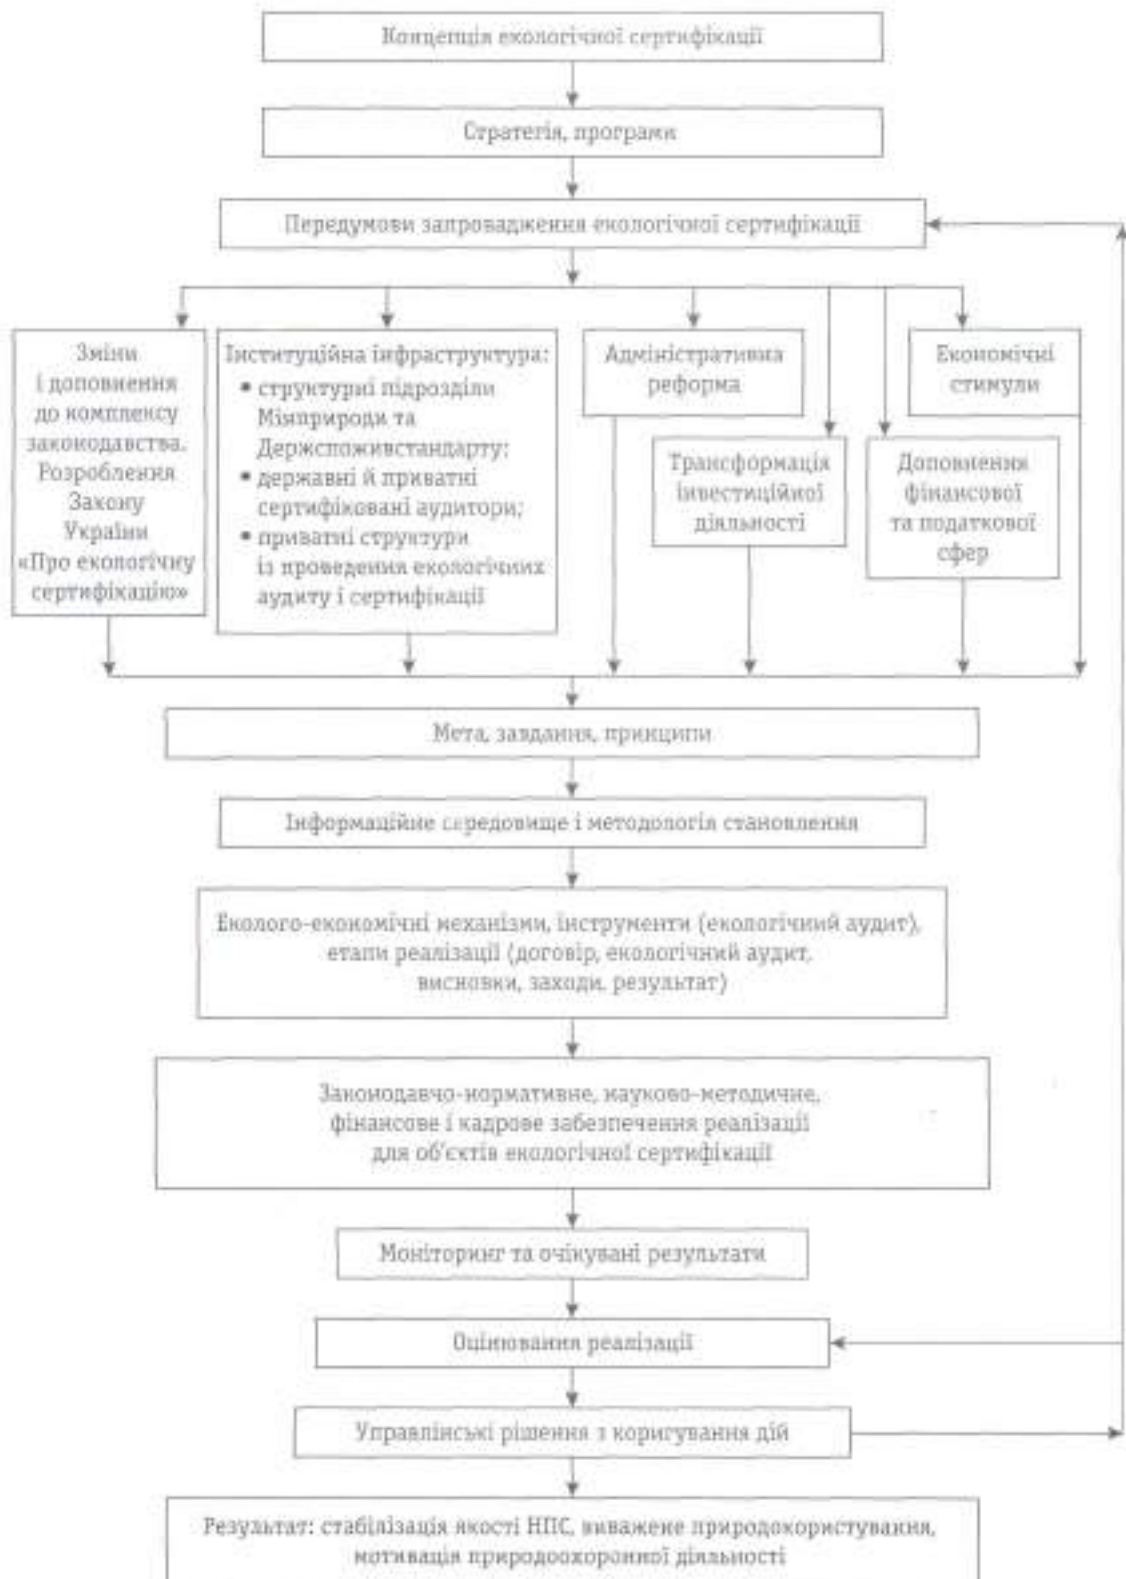 Концепція екологічної сертифікації
Стратегія, програми
Передумови запровадження екологічної сертифікації
Зміни
і доповнення
до комплексу
законодавства.
Розроблення
Закону
України
«Про екологічну
сертифікацію»
Інституційна інфраструктура:
• структурні підрозділи
Мінприроди та
Держспоживстандарту;
• державні й приватні
сертифіковані аудитори;
• приватні структури
із проведення екологічних
аудиту і сертифікації
Адміністративна
реформа
Трансформація
інвестиційної
діяльності
Доповнення
фінансової
та податкової
сфер
Економічні
стимули
Мета, завдання, принципи
Інформаційне середовище і методологія становлення
Еколого-економічні механізми, інструменти (екологічний аудит),
етапи реалізації (договір, екологічний аудит,
висновки, заходи, результат)
Законодавчо-нормативне, науково-методичне,
фінансове і кадрове забезпечення реалізації
для об'єктів екологічної сертифікації
Моніторинг та очікувані результати
Оцінювання реалізації
Управлінські рішення з коригування дій
Результат: стабілізація якості НПС, виважене природокористування,
мотивація природоохоронної діяльності